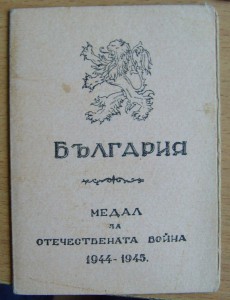 БЪЛГАРИЯ
МЕДАЛ
ЗА
ОТЕЧЕСТВЕНАТА ВОЙНА
1944-1945.